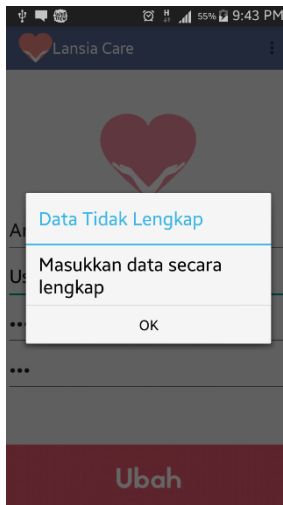 55% 9:43 PM
Lansia Care
Data Tidak Lengkap
Masukkan data secara
lengkap
OK
Ubah